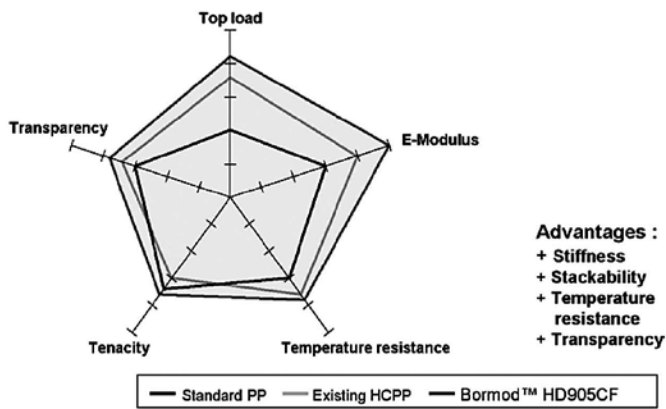 Top load
Transparency
E-Modulus
Advantages :
+ Stiffness
+ Stackability
+ Temperature
resistance
+ Transparency
Tenacity
Temperature resistance
Standard PP
Existing HCPP
Bormod™ HD905CF